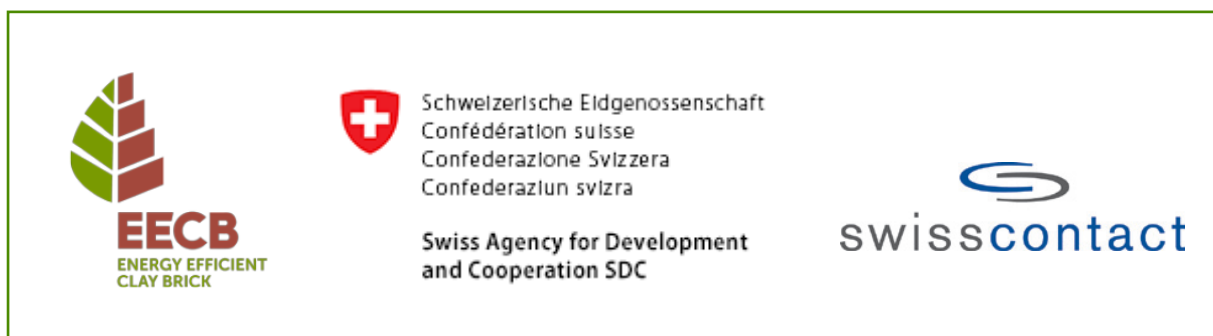 EECB
ENERGY EFFICIENT
CLAY BRICK
Schweizerische Eidgenossenschaft
Confédération suisse
Confederazione Svizzera
Confederaziun svizra
Swiss Agency for Development
and Cooperation SDC
swisscontact